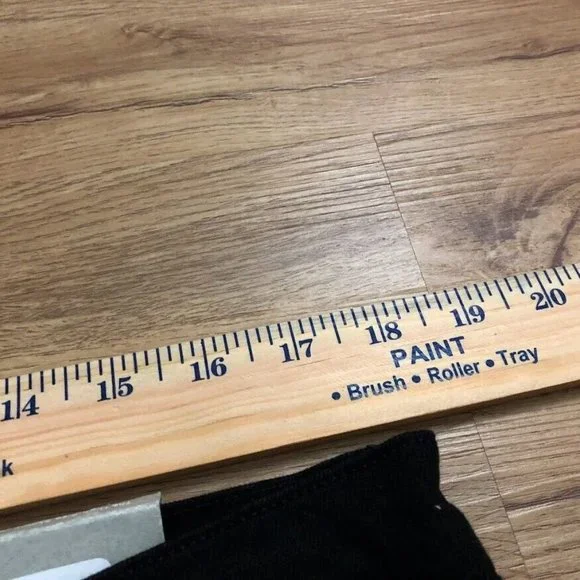 14 15 16 17 18 19 20
PAINT
• Brush • Roller • Tray
k